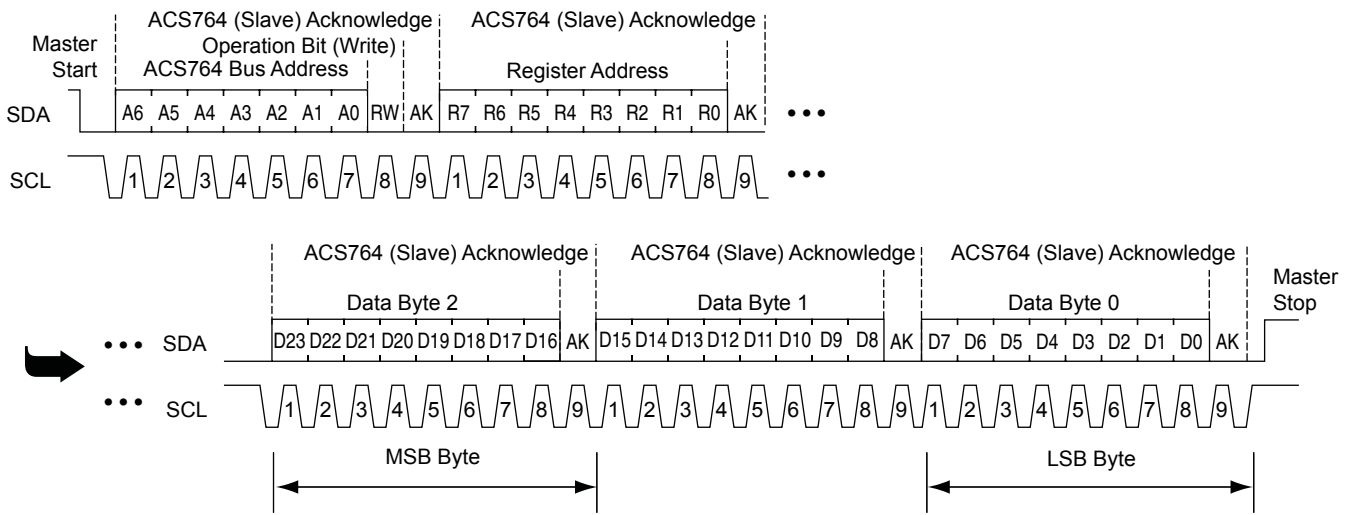 ACS764 (Slave) Acknowledge ACS764 (Slave) Acknowledge
Master Operation Bit (Write)
Start ACS764 Bus Address Register Address
SDA A6 A5 A4 A3 A2 A1 A0 RW AK R7 R6 R5 R4 R3 R2 R1 R0 AK •••
SCL 1 2 3 4 5 6 7 8 9 1 2 3 4 5 6 7 8 9 •••
ACS764 (Slave) Acknowledge ACS764 (Slave) Acknowledge ACS764 (Slave) Acknowledge
Master
Data Byte 2 Data Byte 1 Data Byte 0 Stop
••• SDA D23 D22 D21 D20 D19 D18 D17 D16 AK D15 D14 D13 D12 D11 D10 D9 D8 AK D7 D6 D5 D4 D3 D2 D1 D0 AK
••• SCL 1 2 3 4 5 6 7 8 9 1 2 3 4 5 6 7 8 9 1 2 3 4 5 6 7 8 9
MSB Byte LSB Byte